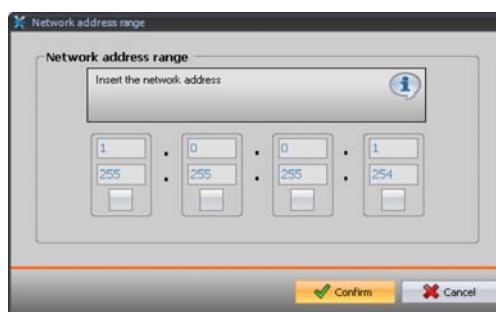 Network address range
Network address range
Insert the network address
1 . 0 . 0 . 1
255 . 255 . 255 . 254
Confirm Cancel